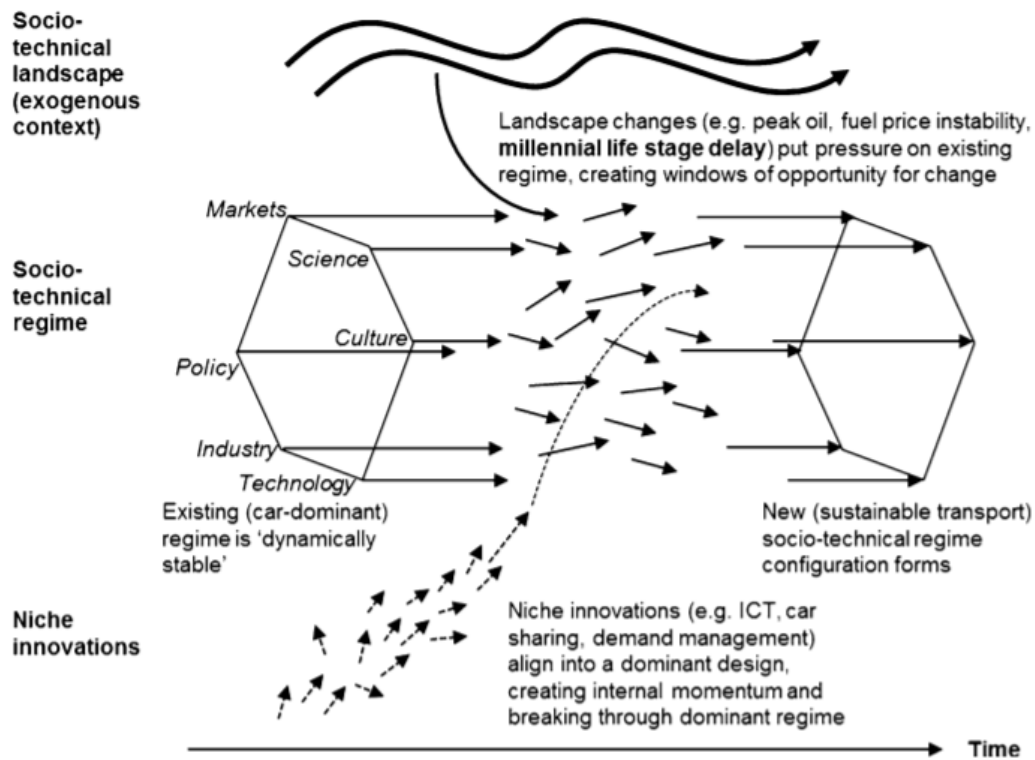 Socio-
technical
landscape
(exogenous
context)
Landscape changes (e.g. peak oil, fuel price instability,
millennial life stage delay) put pressure on existing
regime, creating windows of opportunity for change
Socio-
technical
regime
Markets
Science
Culture
Policy
Industry
Technology
Existing (car-dominant)
regime is ‘dynamically
stable’
New (sustainable transport)
socio-technical regime
configuration forms
Niche
innovations
Niche innovations (e.g. ICT, car
sharing, demand management)
align into a dominant design,
creating internal momentum and
breaking through dominant regime
Time